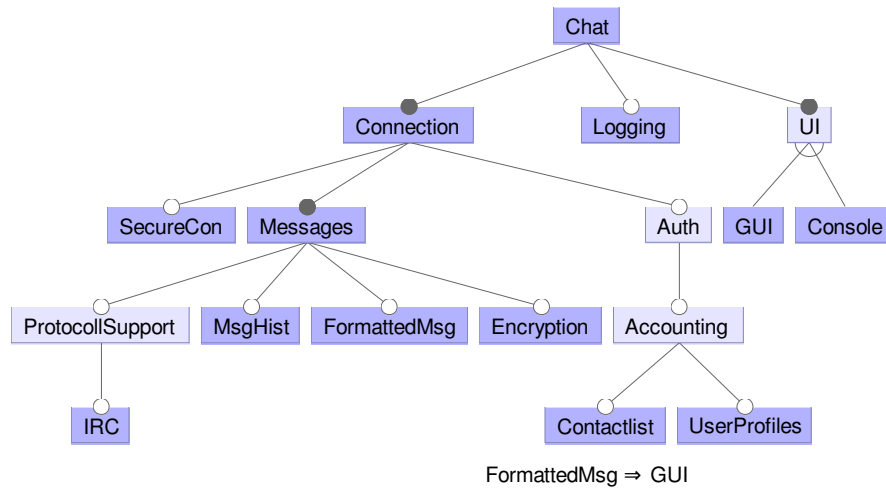 Chat
Connection
Logging
UI
SecureCon
Messages
Auth
GUI
Console
ProtocollSupport
MsgHist
FormattedMsg
Encryption
Accounting
IRC
Contactlist
UserProfiles
FormattedMsg ⇒ GUI